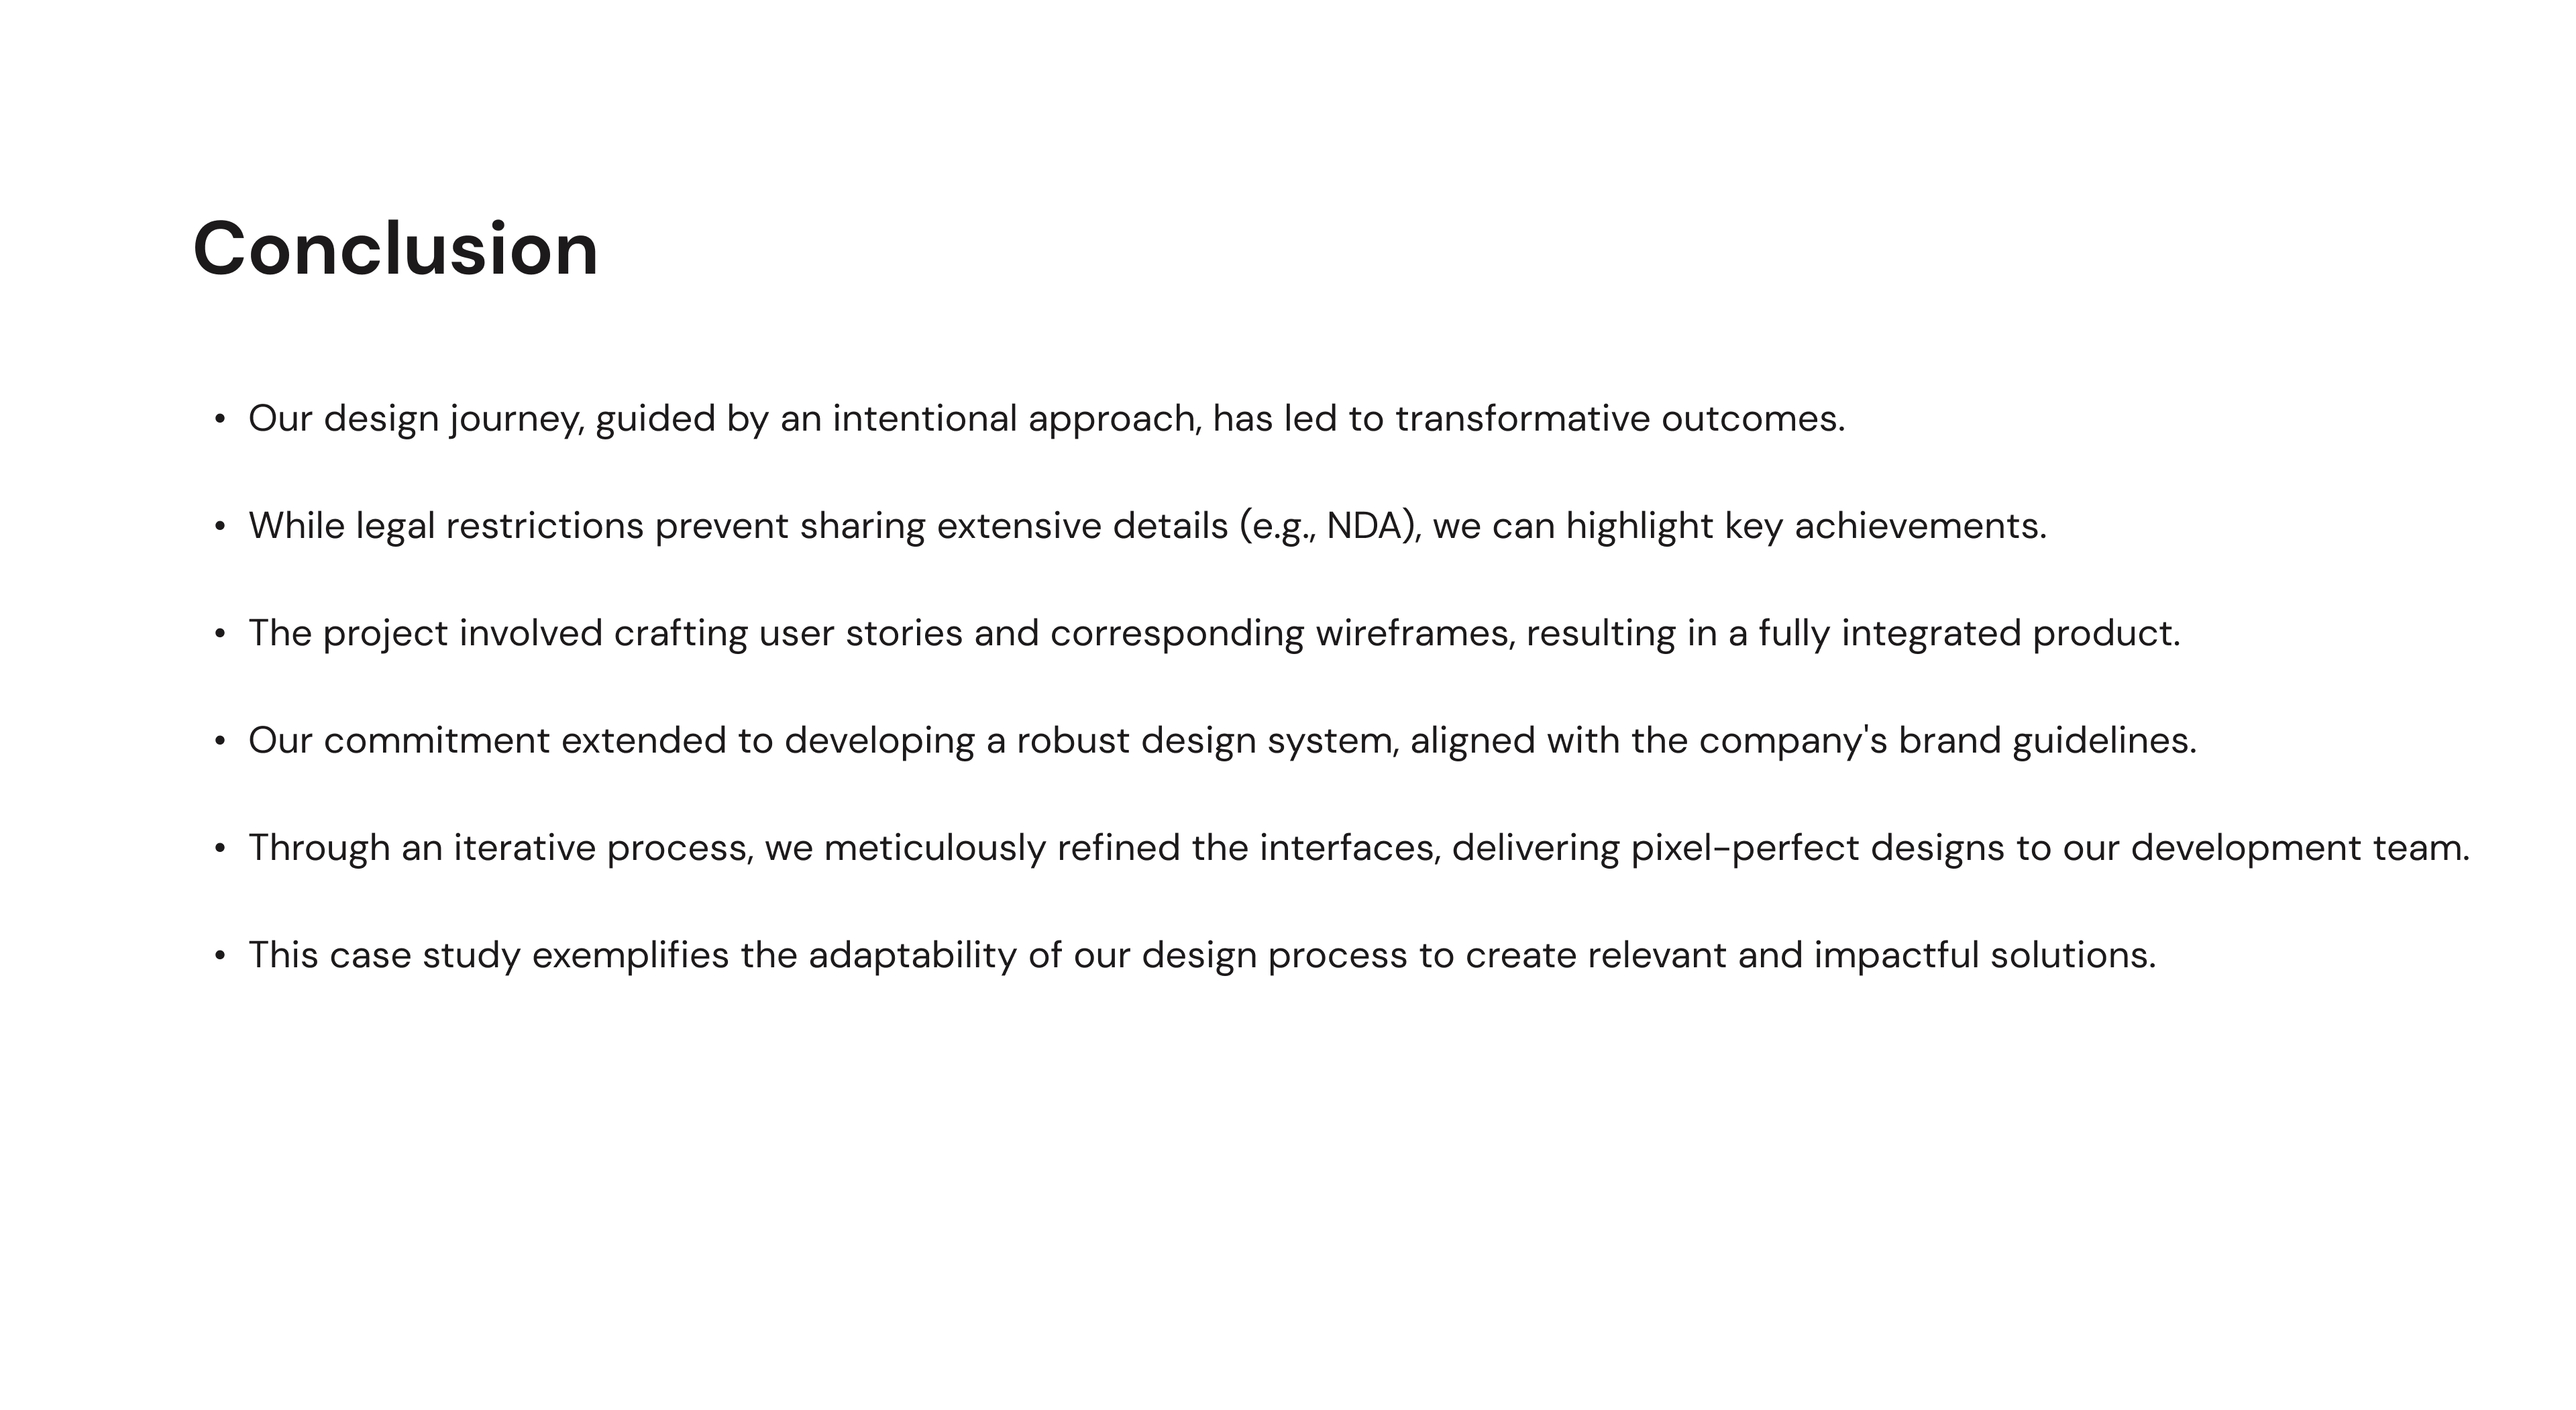 Conclusion
• Our design journey, guided by an intentional approach, has led to transformative outcomes.
• While legal restrictions prevent sharing extensive details (e.g., NDA), we can highlight key achievements.
• The project involved crafting user stories and corresponding wireframes, resulting in a fully integrated product.
• Our commitment extended to developing a robust design system, aligned with the company's brand guidelines.
• Through an iterative process, we meticulously refined the interfaces, delivering pixel-perfect designs to our development team.
• This case study exemplifies the adaptability of our design process to create relevant and impactful solutions.